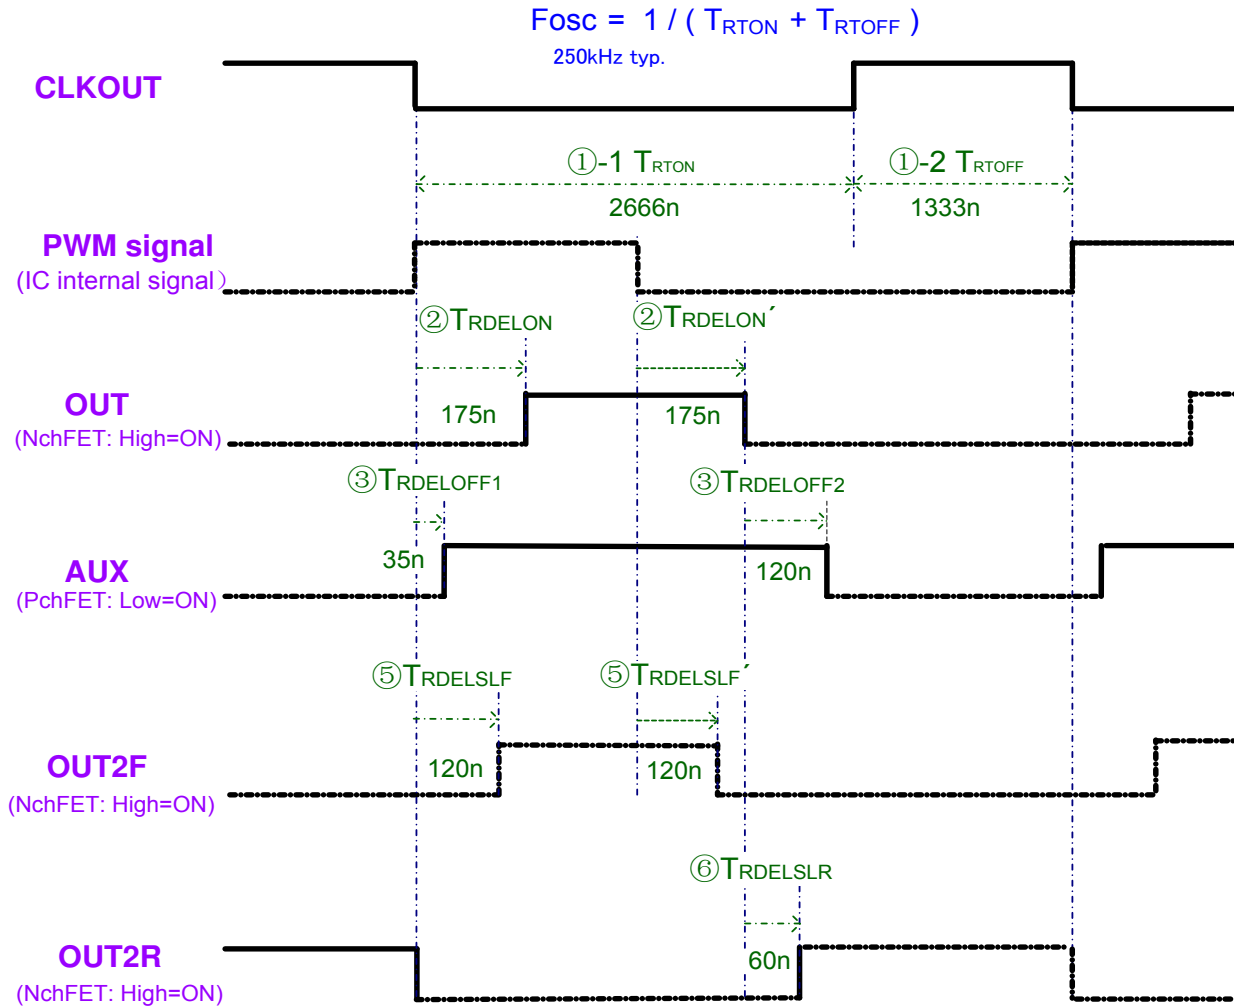 Fosc = 1 / ( TRTON + TRTOFF )
250kHz typ.
CLKOUT
①-1 TRTON
①-2 TRTOFF
2666n
1333n
PWM signal
(IC internal signal）
②TRDELON
②TRDELON´
OUT
175n
175n
(NchFET: High=ON)
③TRDELOFF1
③TRDELOFF2
35n
120n
AUX
(PchFET: Low=ON)
⑤TRDELSLF
⑤TRDELSLF´
OUT2F
120n
120n
(NchFET: High=ON)
⑥TRDELSLR
OUT2R
60n
(NchFET: High=ON)